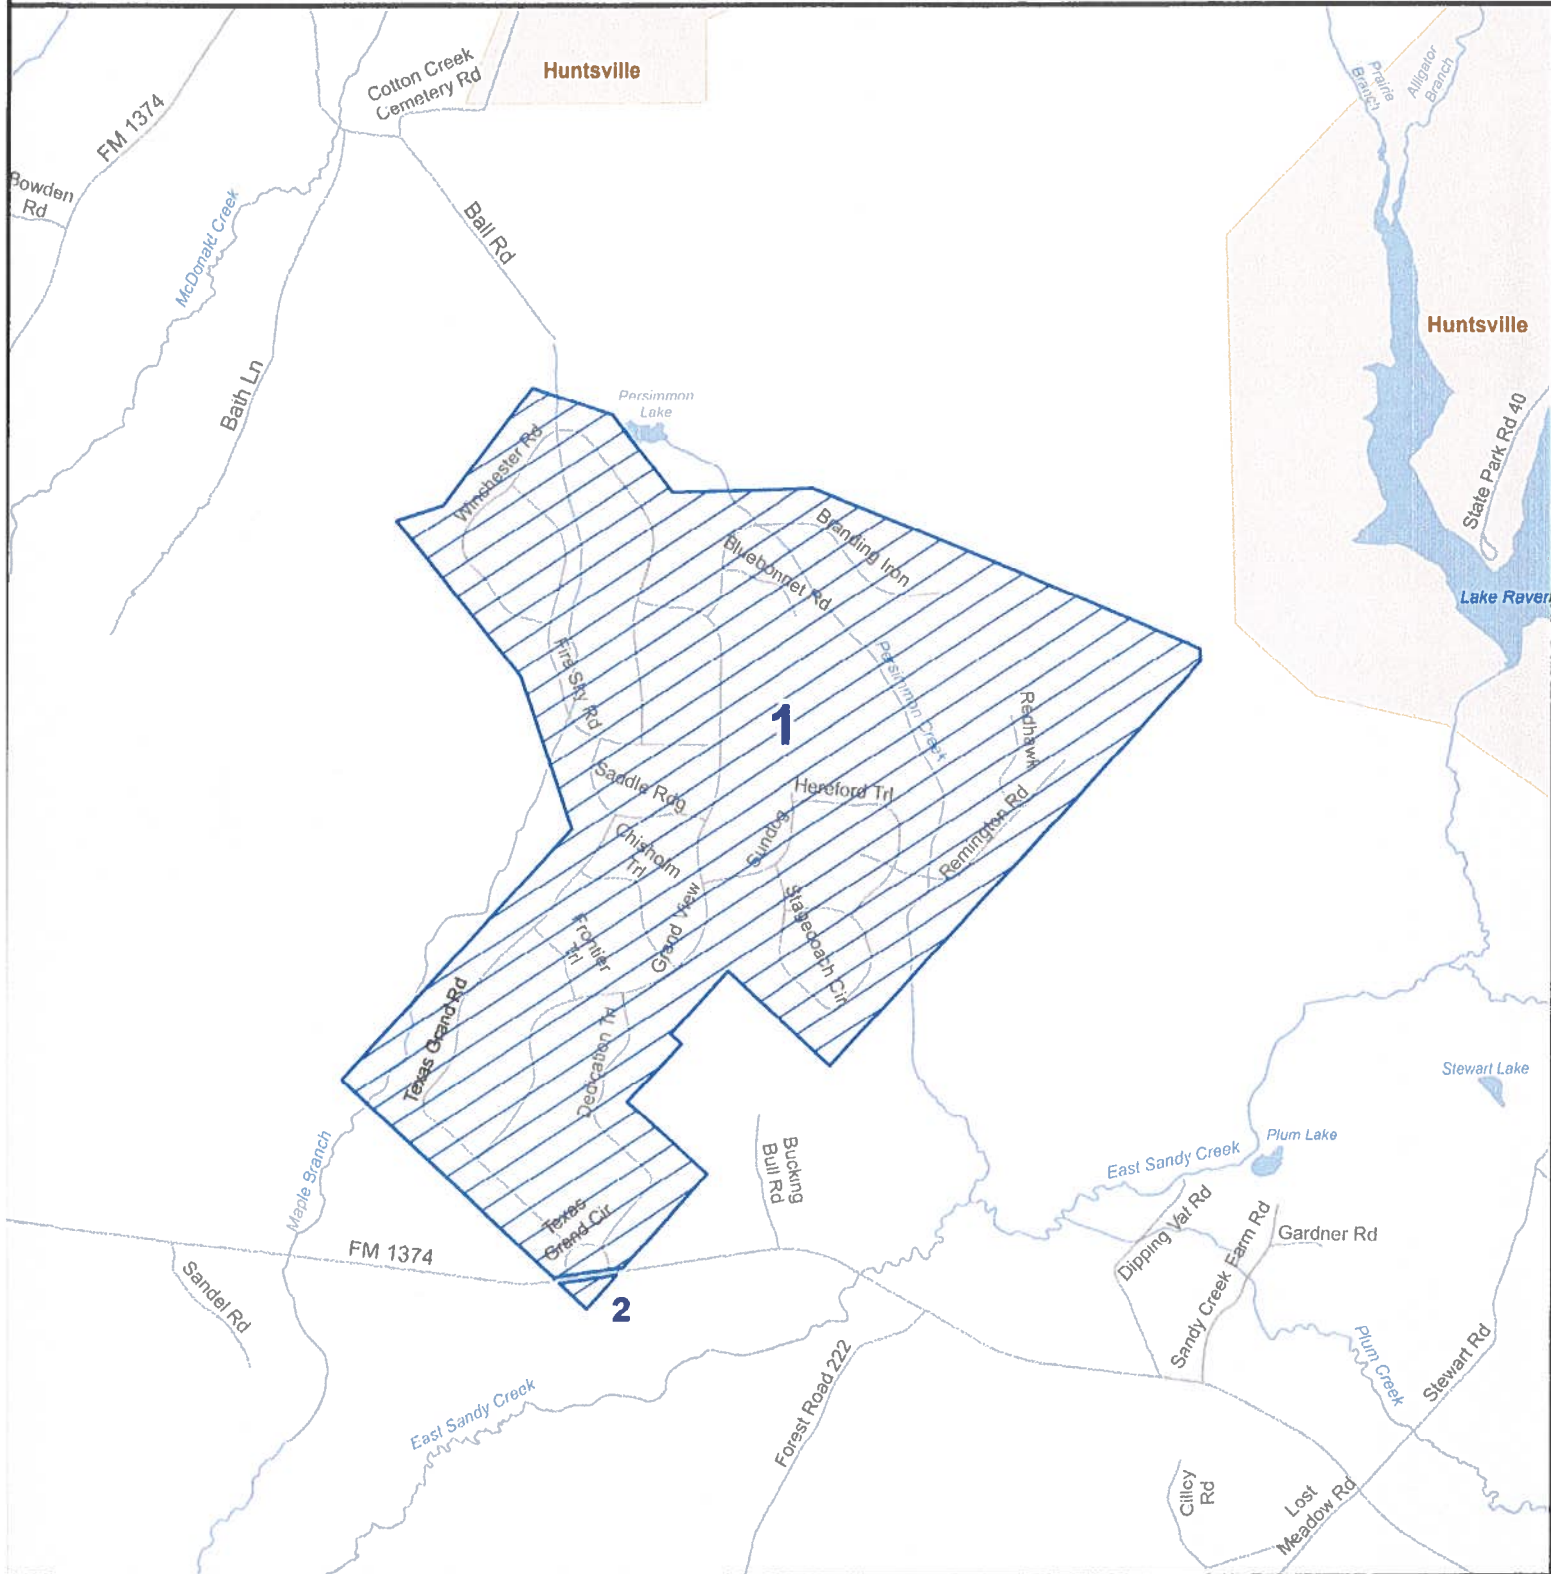 Cotton Creek
Cemetery Rd
Huntsville
Prairie
Branch
Alligator
Branch
FM 1374
Bowden
Rd
McDonald Creek
Ball Rd
Huntsville
Bath Ln
Persimmon
Lake
State Park Rd 40
Winchester Rd
Branding Iron
Bluebonnet Rd
Lake Raven
Fire Sky Rd
Persimmon Creek
Redhawk
1
Saddle Rdg
Hereford Trl
Chisholm
Trl
Sundog
Remington Rd
Grand View
Frontier
Trl
Stagecoach Cir
Texas Grand Rd
Dedication Trl
Stewart Lake
Maple Branch
Bucking
Bull Rd
East Sandy Creek
Plum Lake
Texas
Grand Cir
Dipping Vat Rd
Sandy Creek Farm Rd
Gardner Rd
FM 1374
Sandel Rd
2
Forest Road 222
Plum Creek
Stewart Rd
East Sandy Creek
Rd
Lost
Meadow Rd